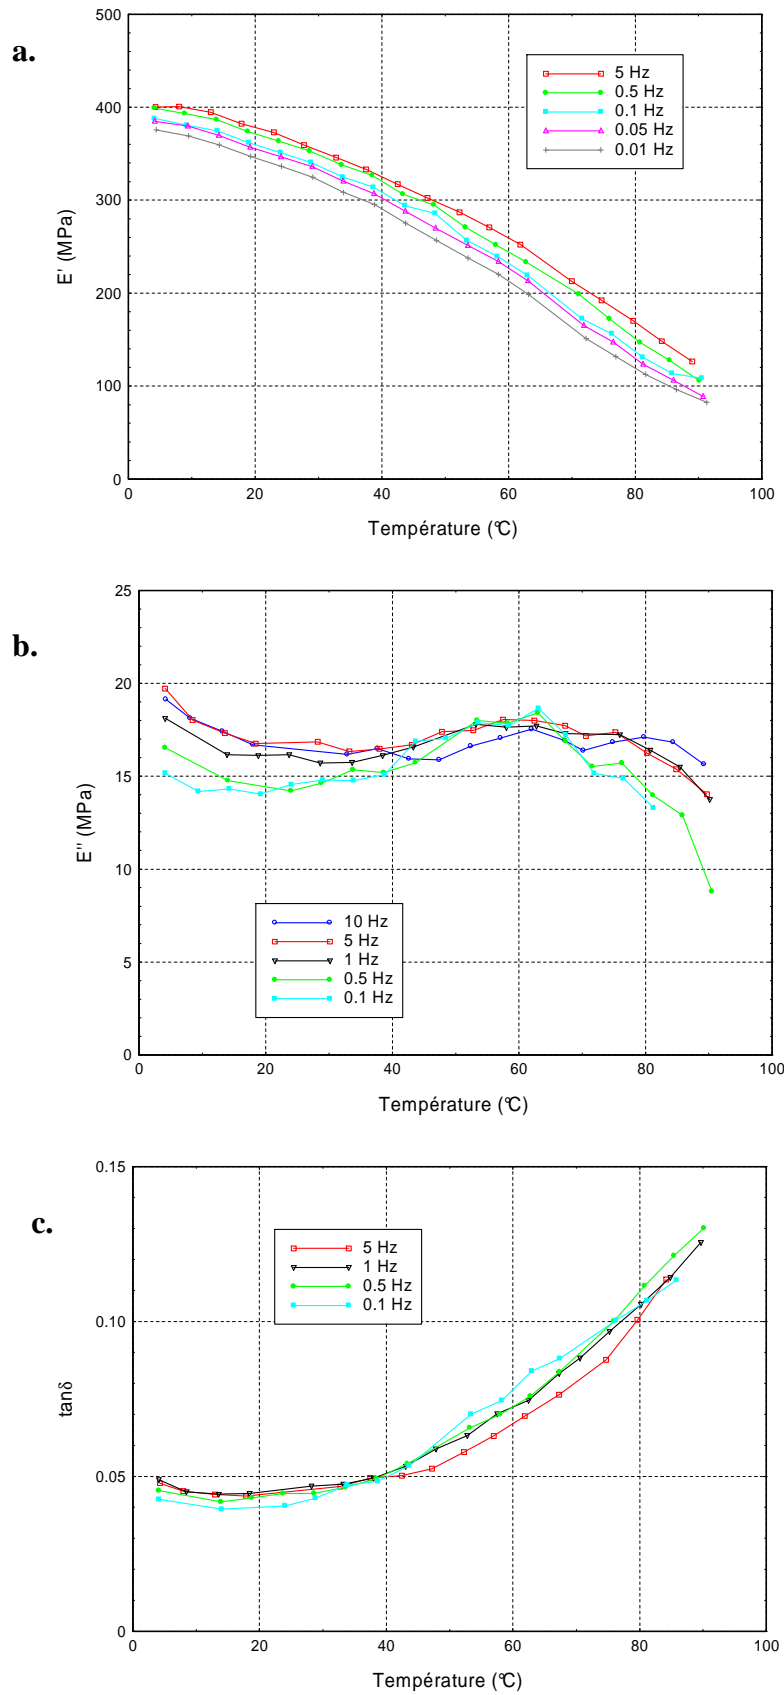 a.
500
400
300
200
100
0
E' (MPa)
5 Hz
0.5 Hz
0.1 Hz
0.05 Hz
0.01 Hz
0 20 40 60 80 100
Température (°C)
b.
25
20
15
10
5
0
E'' (MPa)
10 Hz
5 Hz
1 Hz
0.5 Hz
0.1 Hz
0 20 40 60 80 100
Température (°C)
c.
0.15
0.10
0.05
0
tanδ
5 Hz
1 Hz
0.5 Hz
0.1 Hz
0 20 40 60 80 100
Température (°C)